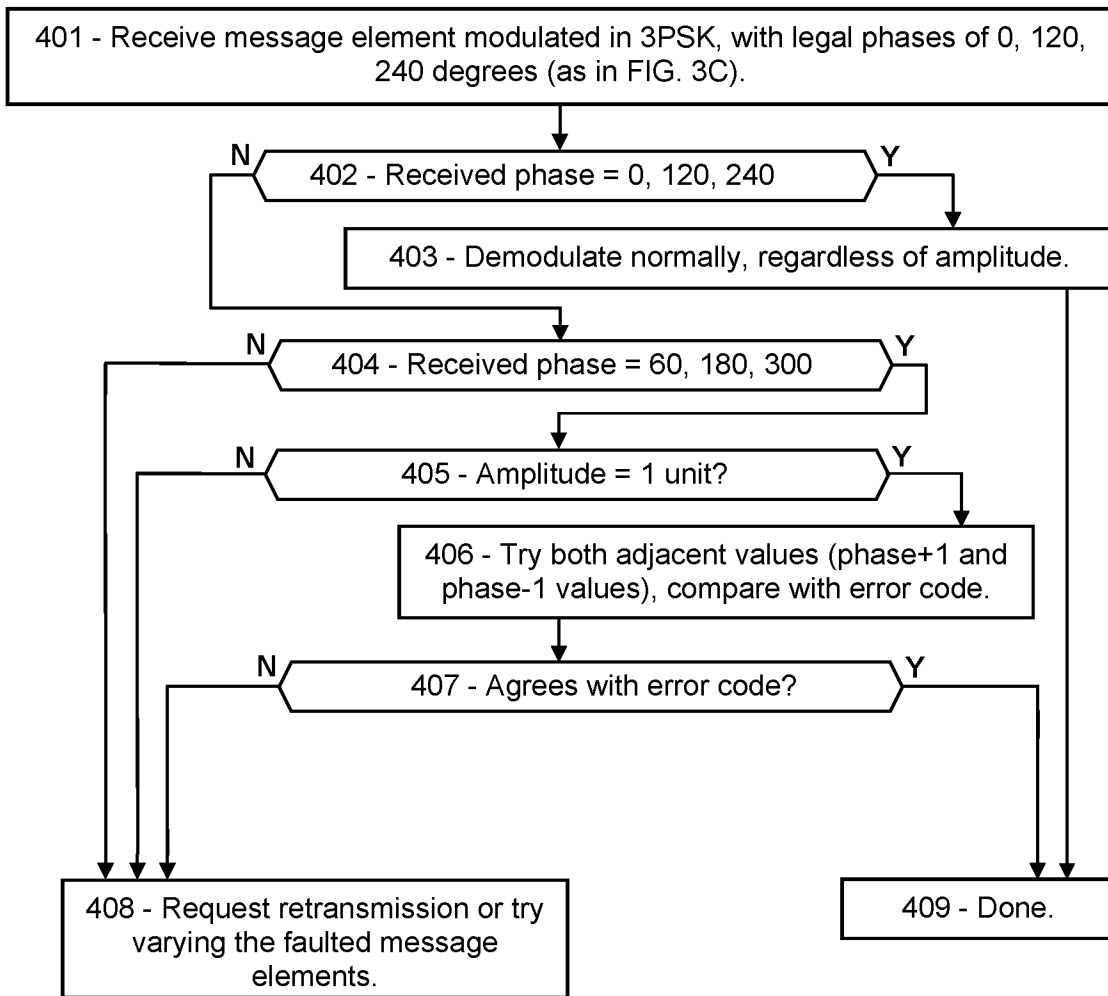 401 - Receive message element modulated in 3PSK, with legal phases of 0, 120,
240 degrees (as in FIG. 3C).
N
Y
402 - Received phase = 0, 120, 240
403 - Demodulate normally, regardless of amplitude.
N
Y
404 - Received phase = 60, 180, 300
N
Y
405 - Amplitude = 1 unit?
406 - Try both adjacent values (phase+1 and
phase-1 values), compare with error code.
N
Y
407 - Agrees with error code?
408 - Request retransmission or try
varying the faulted message
elements.
409 - Done.